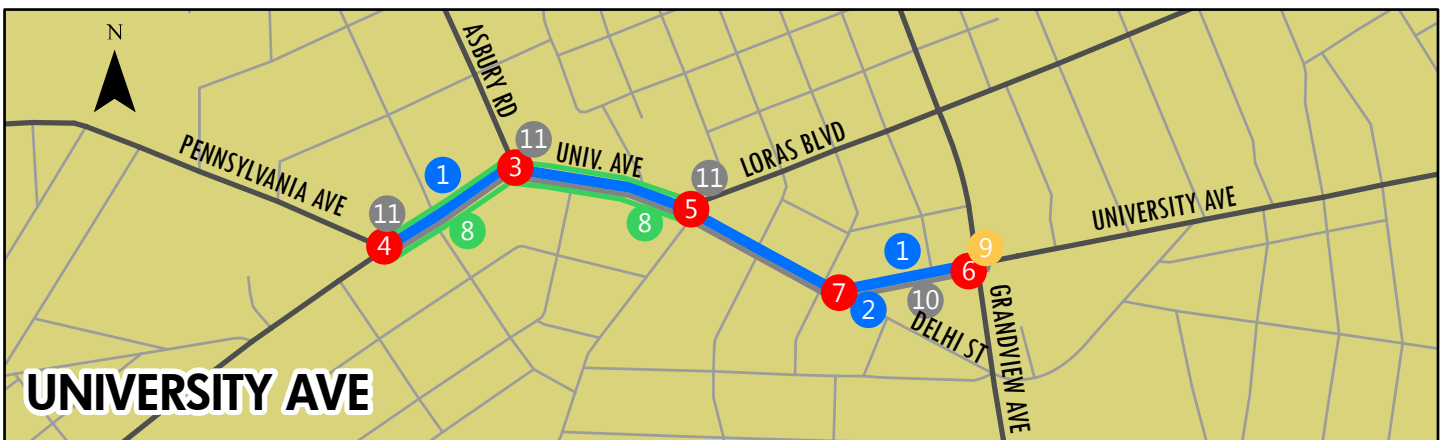 N
ASBURY RD
PENNSYLVANIA AVE
UNIV. AVE
LORAS BLVD
UNIVERSITY AVE
DELHI ST
GRANDVIEW AVE
11
3
1
11
4
8
11
5
8
1
9
6
7
2
10
UNIVERSITY AVE